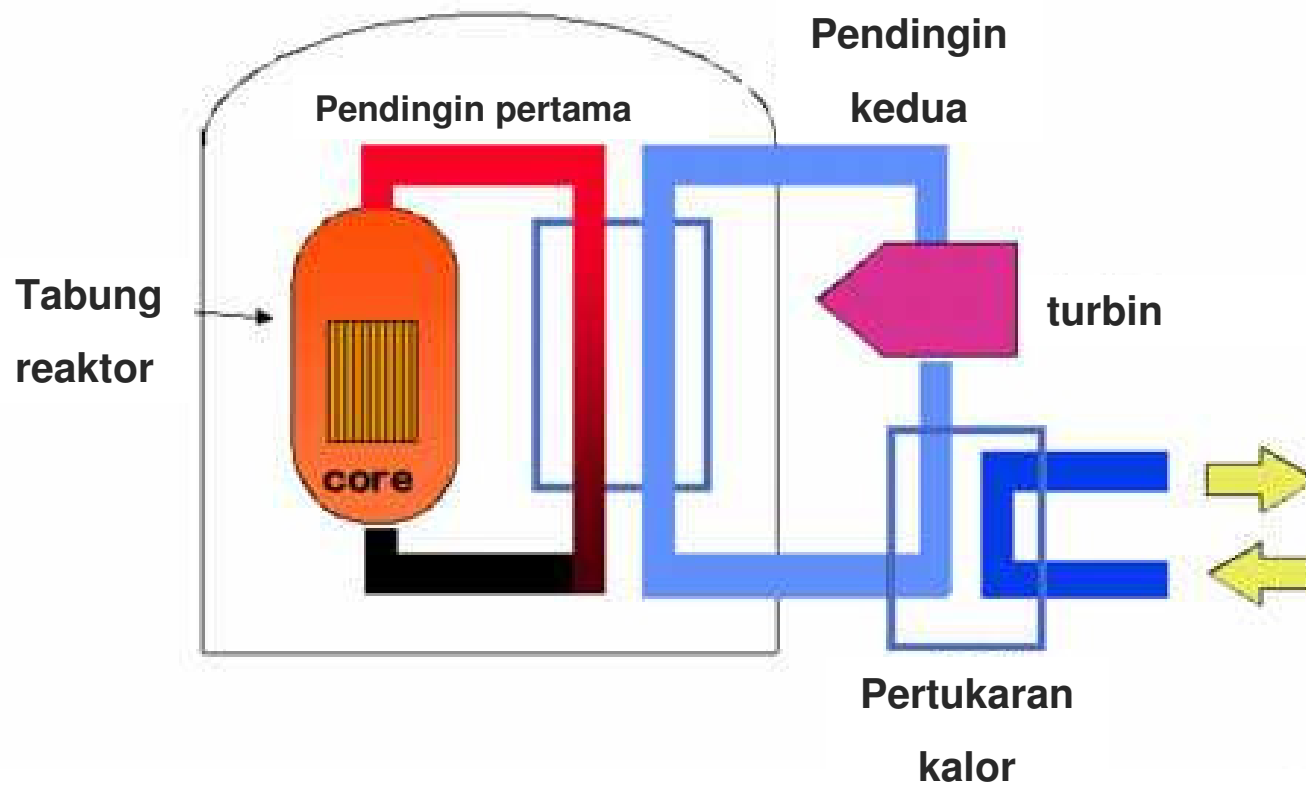 Pendingin
kedua
Pendingin pertama
Tabung
reaktor
turbin
core
Pertukaran
kalor